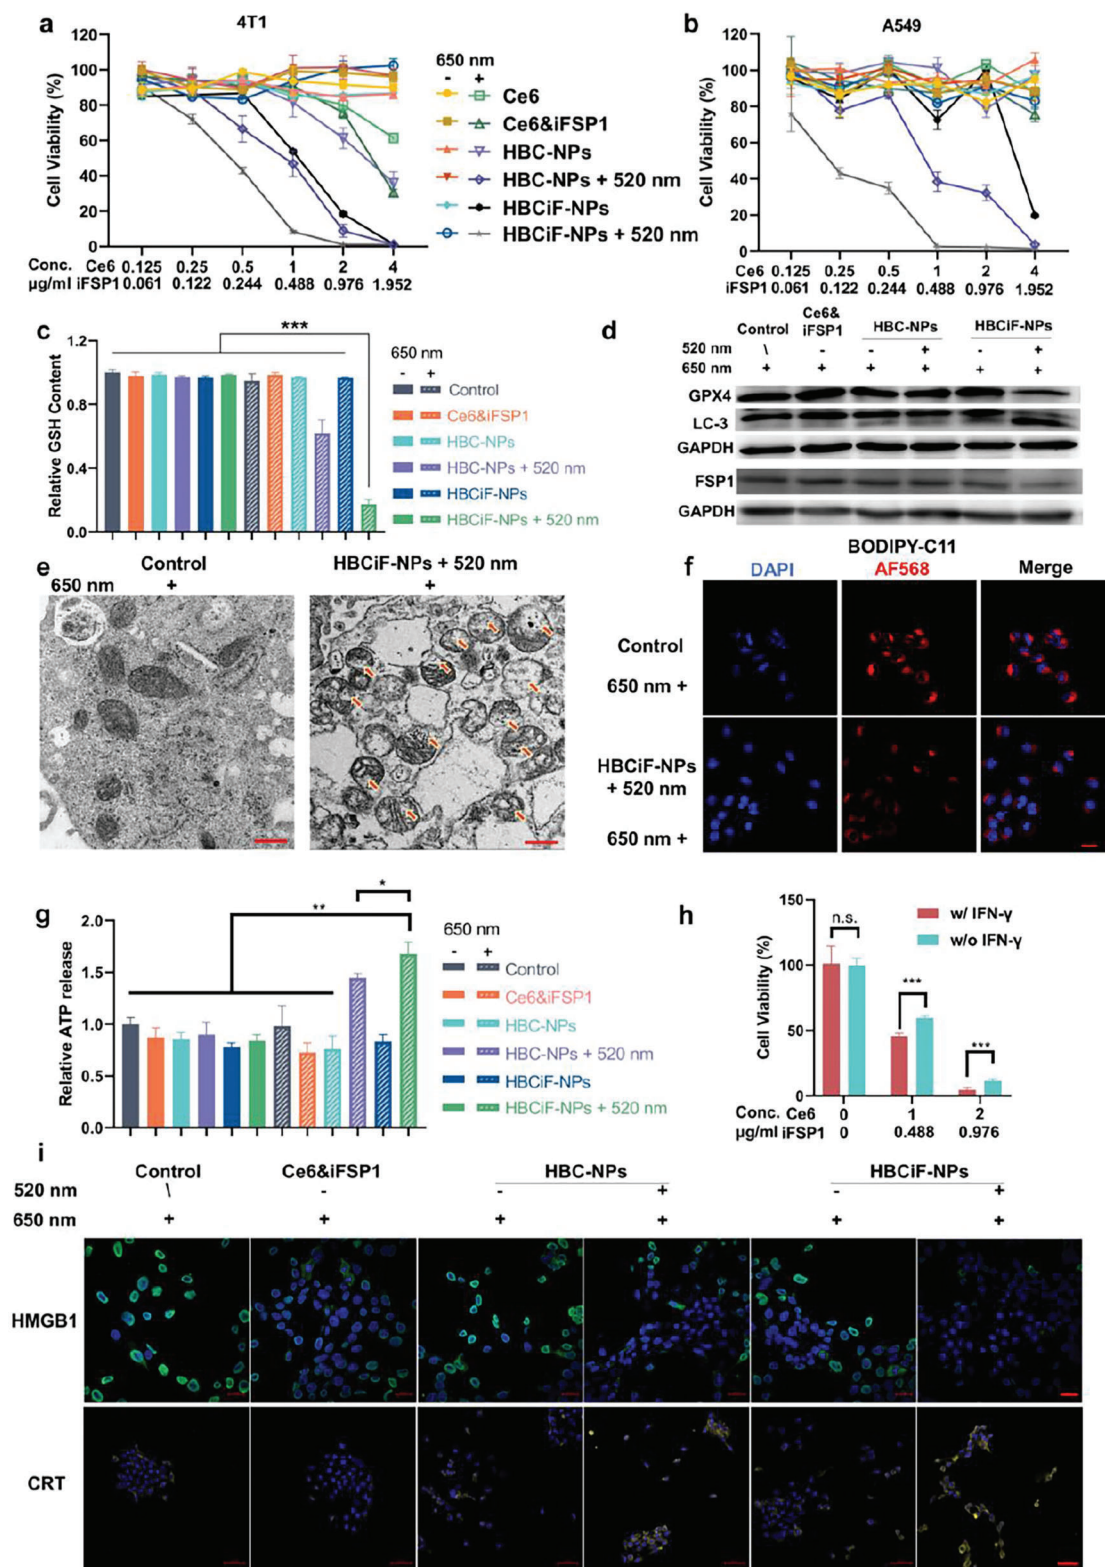 a 4T1
Cell Viability (%)
120
100
80
60
40
20
0
Conc. Ce6 0.125 0.25 0.5 1 2 4
μg/ml iFSP1 0.061 0.122 0.244 0.488 0.976 1.952
650 nm
- +
Ce6
Ce6&iFSP1
HBC-NPs
HBC-NPs + 520 nm
HBCiF-NPs
HBCiF-NPs + 520 nm
b A549
Cell Viability (%)
120
100
80
60
40
20
0
Ce6 0.125 0.25 0.5 1 2 4
iFSP1 0.061 0.122 0.244 0.488 0.976 1.952
c
Relative GSH Content
1.2
0.8
0.4
0.0
***
650 nm
- +
Control
Ce6&iFSP1
HBC-NPs
HBC-NPs + 520 nm
HBCiF-NPs
HBCiF-NPs + 520 nm
d
Control Ce6& iFSP1 HBC-NPs HBCiF-NPs
520 nm \ - - + - +
650 nm + + + + + +
GPX4
LC-3
GAPDH
FSP1
GAPDH
e Control HBCiF-NPs + 520 nm
650 nm + +
f BODIPY-C11
DAPI AF568 Merge
Control
650 nm +
HBCiF-NPs
+ 520 nm
650 nm +
g
Relative ATP release
2.0
1.5
1.0
0.5
0.0
*
**
650 nm
- +
Control
Ce6&iFSP1
HBC-NPs
HBC-NPs + 520 nm
HBCiF-NPs
HBCiF-NPs + 520 nm
h
Cell Viability (%)
150
100
50
0
n.s.
***
***
w/ IFN-γ
w/o IFN-γ
Conc. Ce6 0 1 2
μg/ml iFSP1 0 0.488 0.976
i
Control Ce6&iFSP1 HBC-NPs HBCiF-NPs
520 nm \ - - + - +
650 nm + + + + + +
HMGB1
CRT